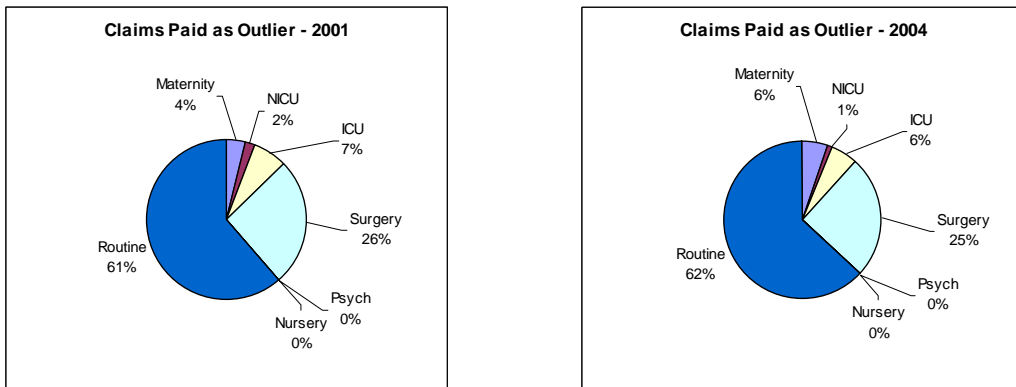 Claims Paid as Outlier - 2001
Maternity
4%
NICU
2%
ICU
7%
Surgery
26%
Psych
0%
Nursery
0%
Routine
61%
Claims Paid as Outlier - 2004
Maternity
6%
NICU
1%
ICU
6%
Surgery
25%
Psych
0%
Nursery
0%
Routine
62%